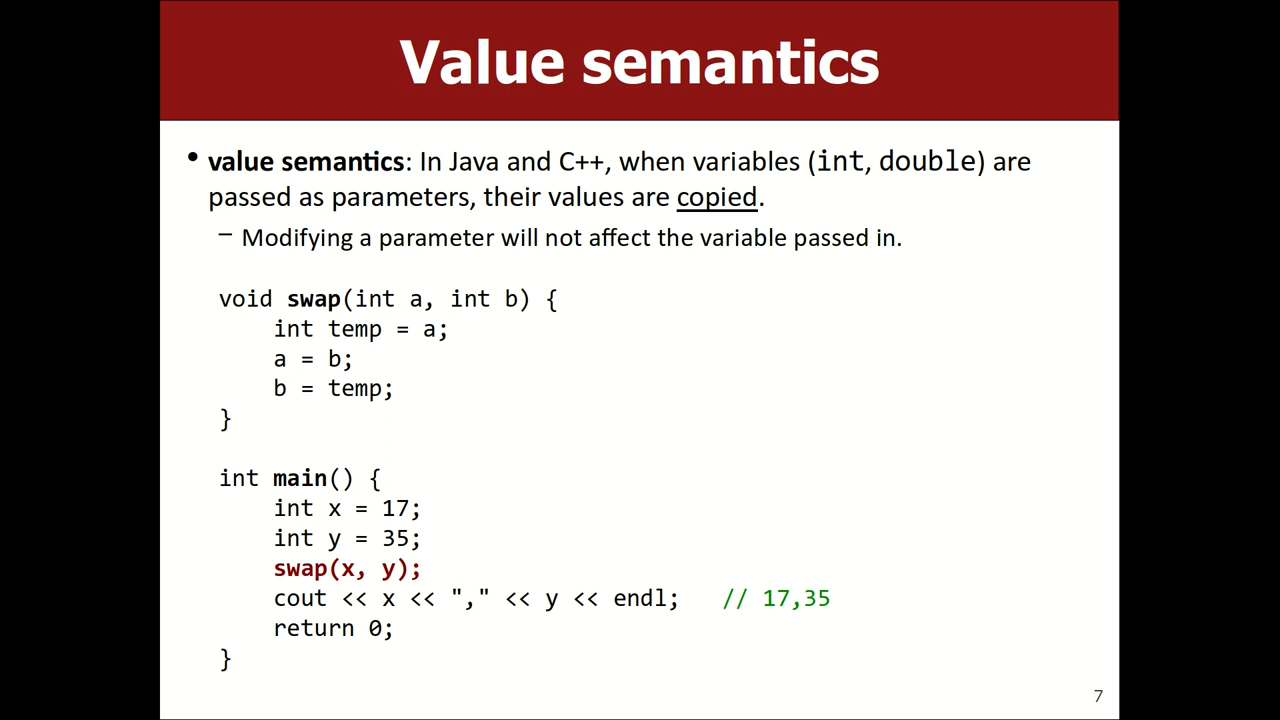 Value semantics
• value semantics: In Java and C++, when variables (int, double) are
passed as parameters, their values are copied.
– Modifying a parameter will not affect the variable passed in.
void swap(int a, int b) {
    int temp = a;
    a = b;
    b = temp;
}
int main() {
    int x = 17;
    int y = 35;
    swap(x, y);
    cout << x << "," << y << endl;   // 17,35
    return 0;
}
7